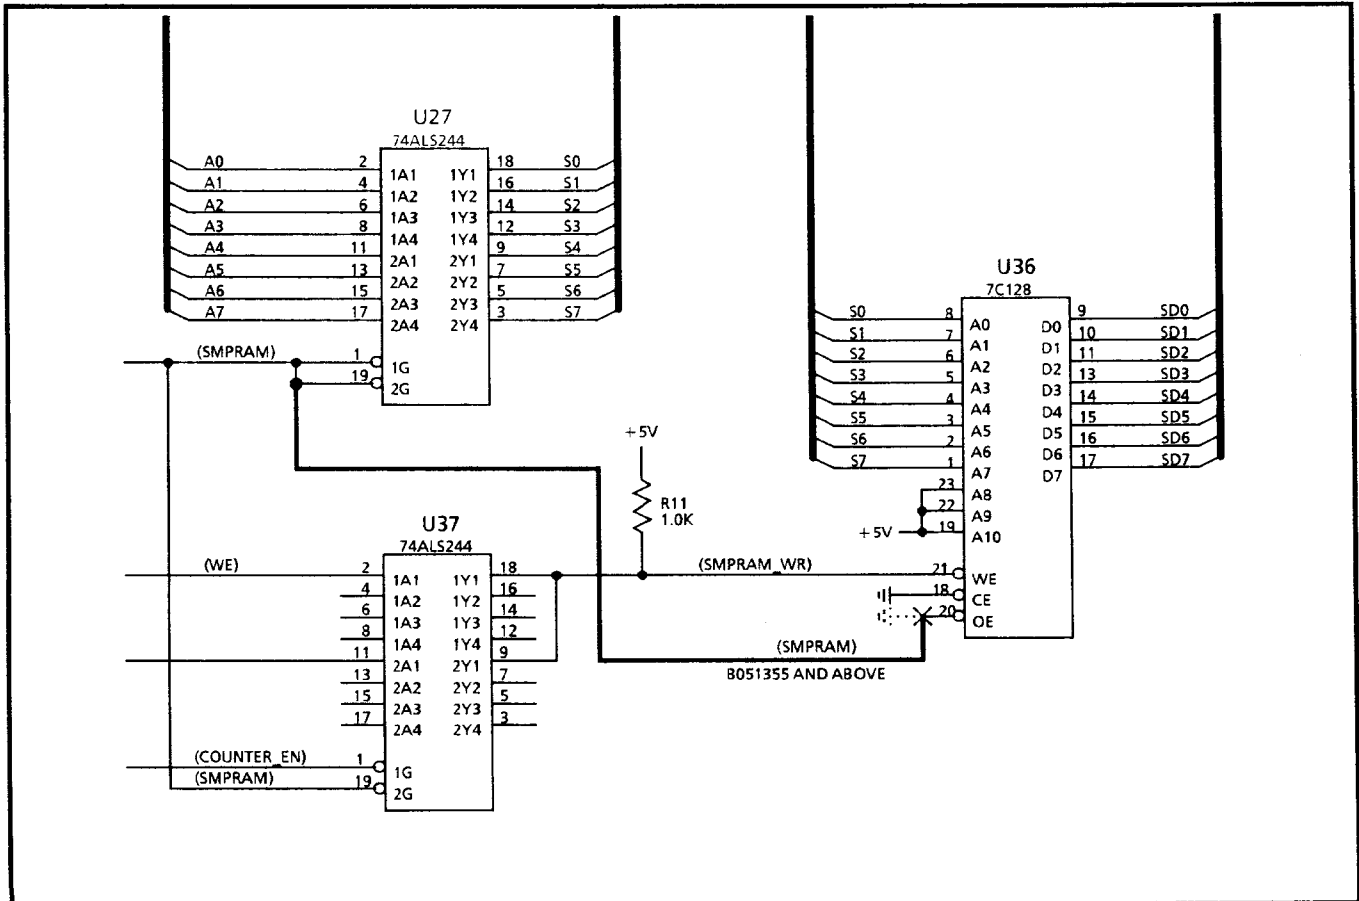 U27
74ALS244
A0 2 1A1 1Y1 18 S0
A1 4 1A2 1Y2 16 S1
A2 6 1A3 1Y3 14 S2
A3 8 1A4 1Y4 12 S3
A4 11 2A1 2Y1 9 S4
A5 13 2A2 2Y2 7 S5
A6 15 2A3 2Y3 5 S6
A7 17 2A4 2Y4 3 S7
(SMPRAM) 1 1G
19 2G
U36
7C128
S0 8 A0 D0 9 SD0
S1 7 A1 D1 10 SD1
S2 6 A2 D2 11 SD2
S3 5 A3 D3 13 SD3
S4 4 A4 D4 14 SD4
S5 3 A5 D5 15 SD5
S6 2 A6 D6 16 SD6
S7 1 A7 D7 17 SD7
23 A8
22 A9
+5V 19 A10
(SMPRAM_WR) 21 WE
18 CE
20 OE
(SMPRAM)
B051355 AND ABOVE
+5V
R11
1.0K
U37
74ALS244
(WE) 2 1A1 1Y1 18
4 1A2 1Y2 16
6 1A3 1Y3 14
8 1A4 1Y4 12
11 2A1 2Y1 9
13 2A2 2Y2 7
15 2A3 2Y3 5
17 2A4 2Y4 3
(COUNTER_EN) 1 1G
(SMPRAM) 19 2G